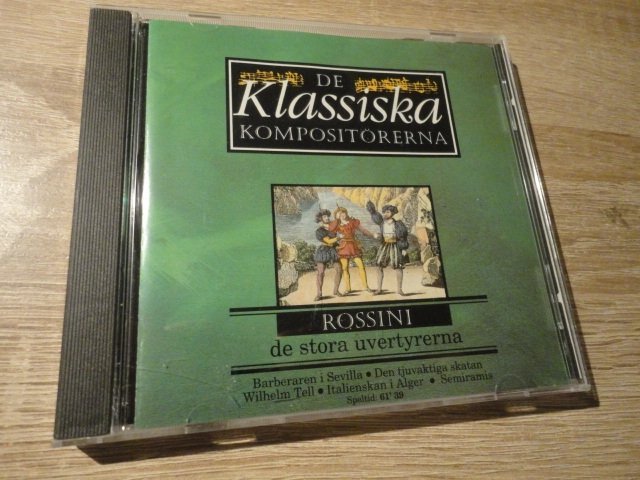 DE
Klassiska
KOMPOSITÖRERNA
ROSSINI
de stora uvertyrerna
Barberaren i Sevilla • Den tjuvaktiga skatan
Wilhelm Tell • Italienskan i Alger • Semiramis
Speltid: 61' 39